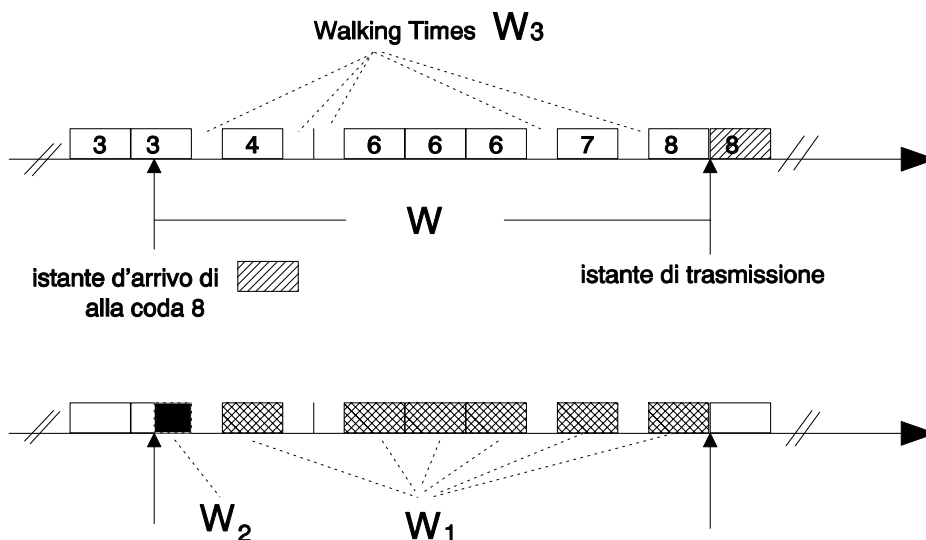 Walking Times W3
3 3 4 6 6 6 7 8 8
W
istante d'arrivo di
alla coda 8
istante di trasmissione
W2 W1